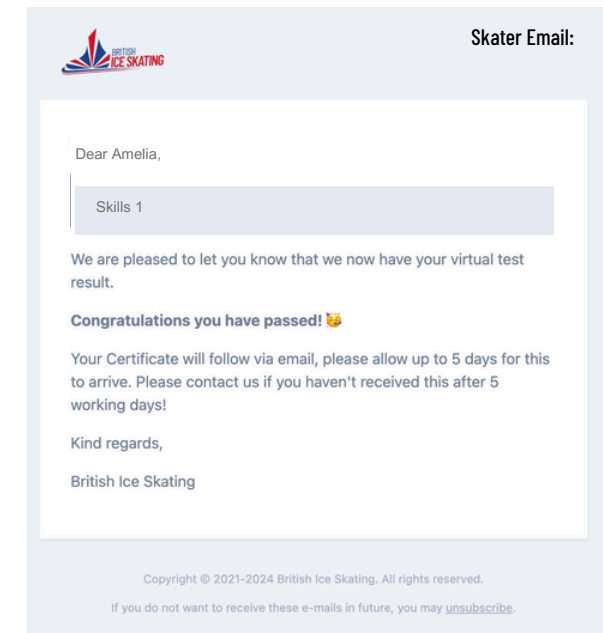 BRITISH
ICE SKATING
Skater Email:
Dear Amelia,
Skills 1
We are pleased to let you know that we now have your virtual test
result.
Congratulations you have passed! 🥳
Your Certificate will follow via email, please allow up to 5 days for this
to arrive. Please contact us if you haven't received this after 5
working days!
Kind regards,
British Ice Skating
Copyright © 2021-2024 British Ice Skating. All rights reserved.
If you do not want to receive these e-mails in future, you may unsubscribe.